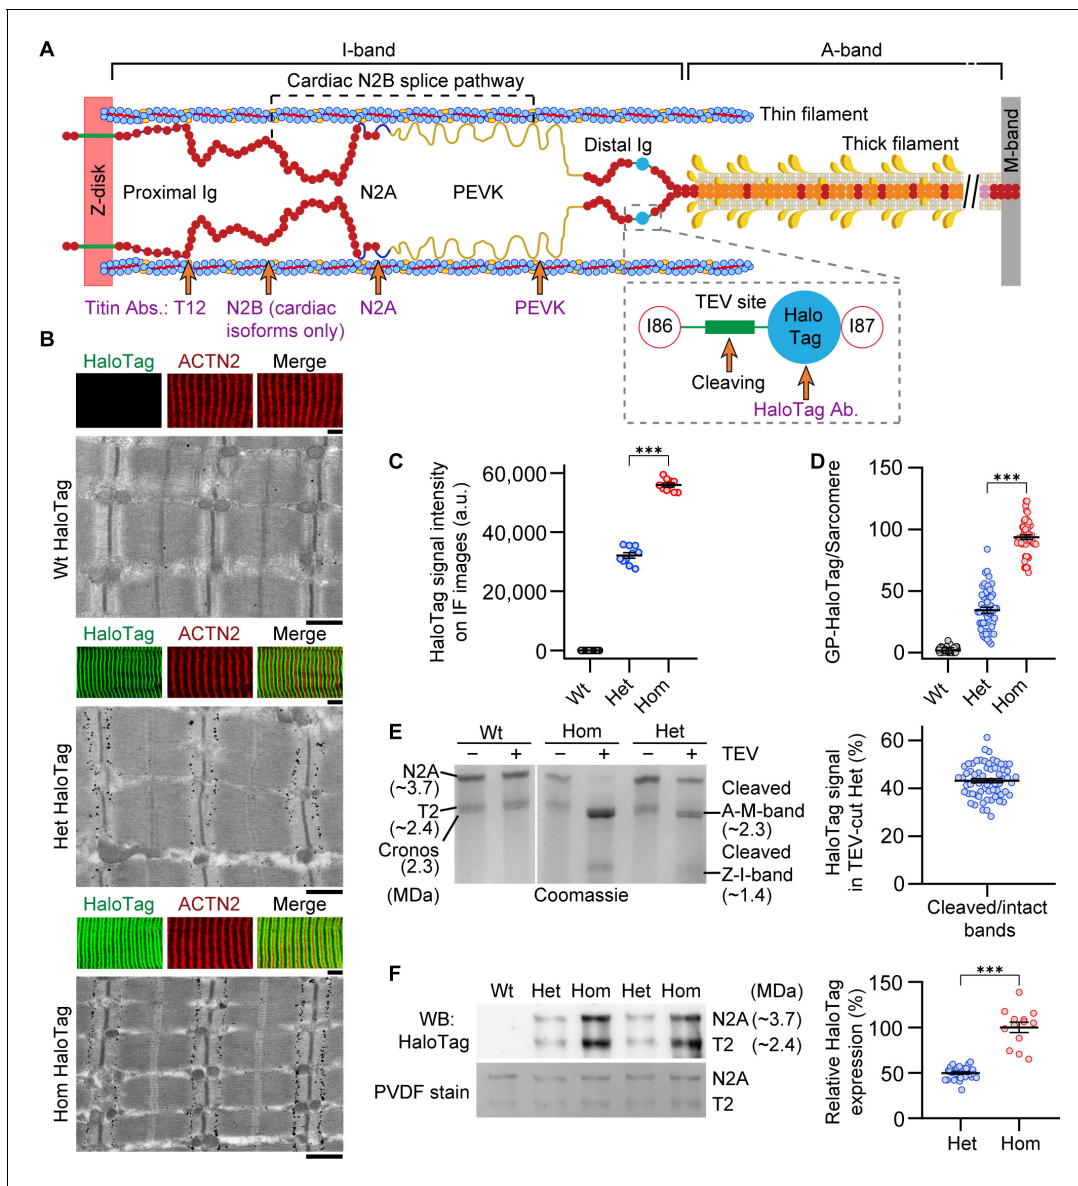 A
I-band
A-band
Cardiac N2B splice pathway
Thin filament
Distal Ig
Thick filament
M-band
Z-disk
Proximal Ig
N2A
PEVK
Titin Abs.: T12
N2B (cardiac
isoforms only)
N2A
PEVK
TEV site
I86
Halo
Tag
I87
Cleaving
HaloTag Ab.
B
HaloTag ACTN2 Merge
Wt HaloTag
HaloTag ACTN2 Merge
Het HaloTag
HaloTag ACTN2 Merge
Hom HaloTag
C
HaloTag signal intensity
on IF images (a.u.)
60,000
40,000
20,000
0
***
Wt
Het
Hom
D
GP-HaloTag/Sarcomere
150
100
50
0
***
Wt
Het
Hom
E
Wt Hom Het
– + – + – + TEV
N2A
(~3.7)
T2
(~2.4)
Cronos
(2.3)
(MDa)
Cleaved
A-M-band
(~2.3)
Cleaved
Z-I-band
(~1.4)
Coomassie
HaloTag signal
in TEV-cut Het (%)
80
60
40
20
0
Cleaved/intact
bands
F
Wt Het Hom Het Hom (MDa)
WB:
HaloTag
N2A (~3.7)
T2 (~2.4)
PVDF stain
N2A
T2
Relative HaloTag
expression (%)
150
100
50
0
***
Het Hom